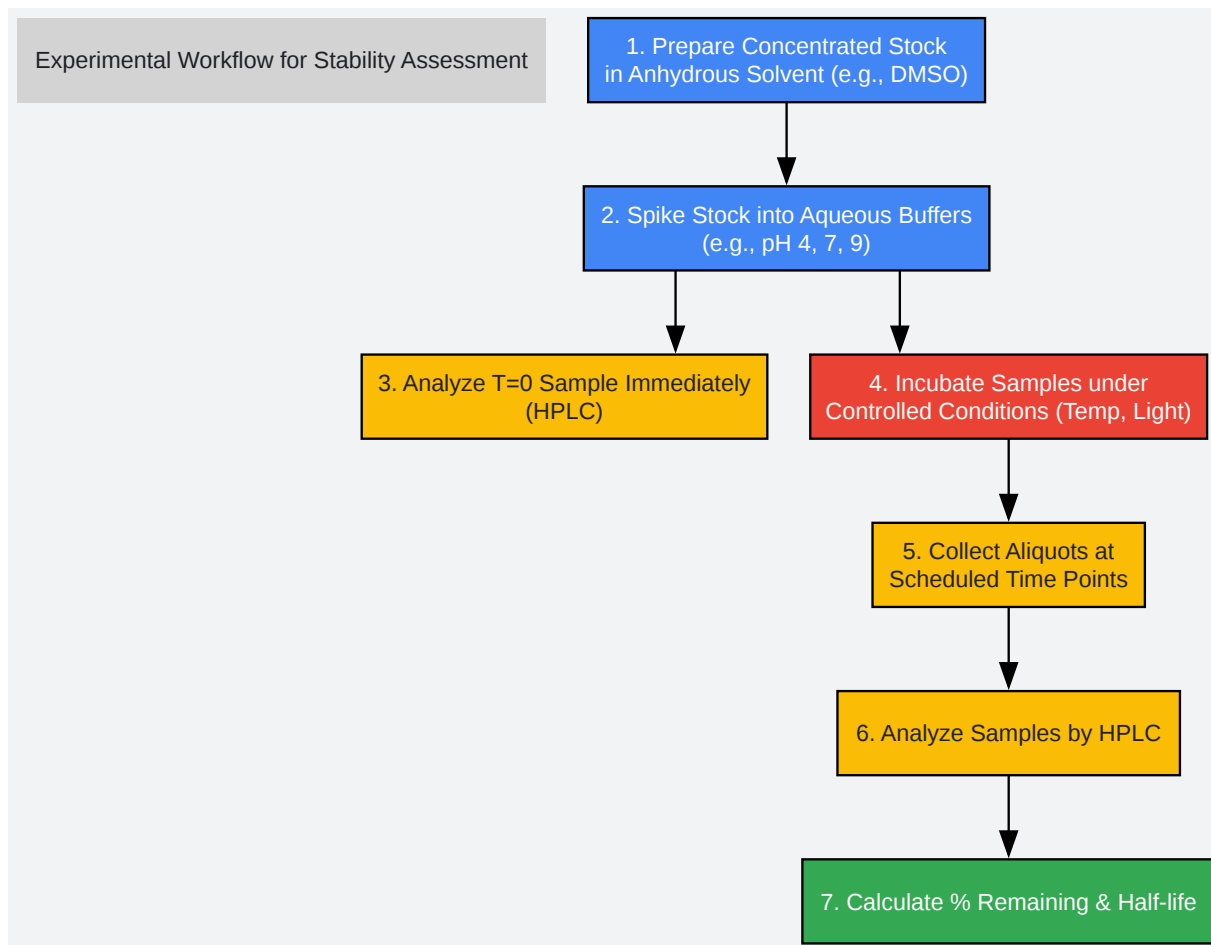 Experimental Workflow for Stability Assessment
1. Prepare Concentrated Stock
in Anhydrous Solvent (e.g., DMSO)
2. Spike Stock into Aqueous Buffers
(e.g., pH 4, 7, 9)
3. Analyze T=0 Sample Immediately
(HPLC)
4. Incubate Samples under
Controlled Conditions (Temp, Light)
5. Collect Aliquots at
Scheduled Time Points
6. Analyze Samples by HPLC
7. Calculate % Remaining & Half-life